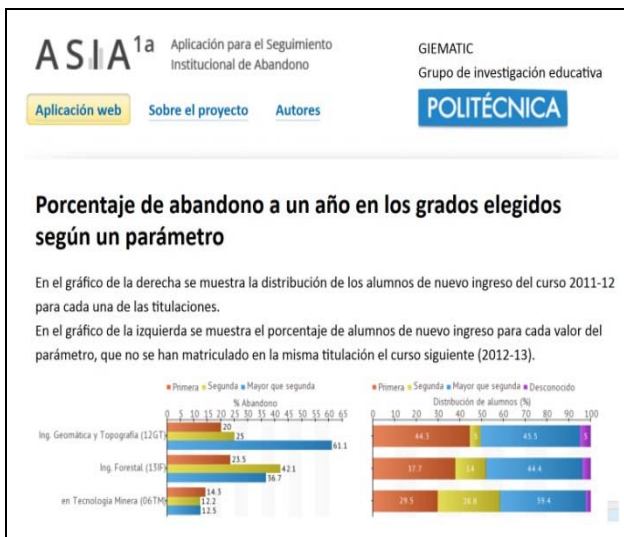 ASIA 1a
Aplicación para el Seguimiento
Institucional de Abandono
GIEMATIC
Grupo de investigación educativa
POLITÉCNICA
Aplicación web
Sobre el proyecto
Autores
Porcentaje de abandono a un año en los grados elegidos
según un parámetro
En el gráfico de la derecha se muestra la distribución de los alumnos de nuevo ingreso del curso 2011-12
para cada una de las titulaciones.
En el gráfico de la izquierda se muestra el porcentaje de alumnos de nuevo ingreso para cada valor del
parámetro, que no se han matriculado en la misma titulación el curso siguiente (2012-13).
Primera Segunda Mayor que segunda
% Abandono
0 5 10 15 20 25 30 35 40 45 50 55 60 65
Ing. Geomática y Topografía (12GT)
20
25
61.1
Ing. Forestal (13IF)
23.5
42.1
36.7
en Tecnología Minera (06TM)
14.3
12.2
12.5
Primera Segunda Mayor que segunda Desconocido
Distribución de alumnos (%)
0 10 20 30 40 50 60 70 80 90 100
44.3 5 45.5 5
37.7 14 44.4
29.5 28.8 39.4